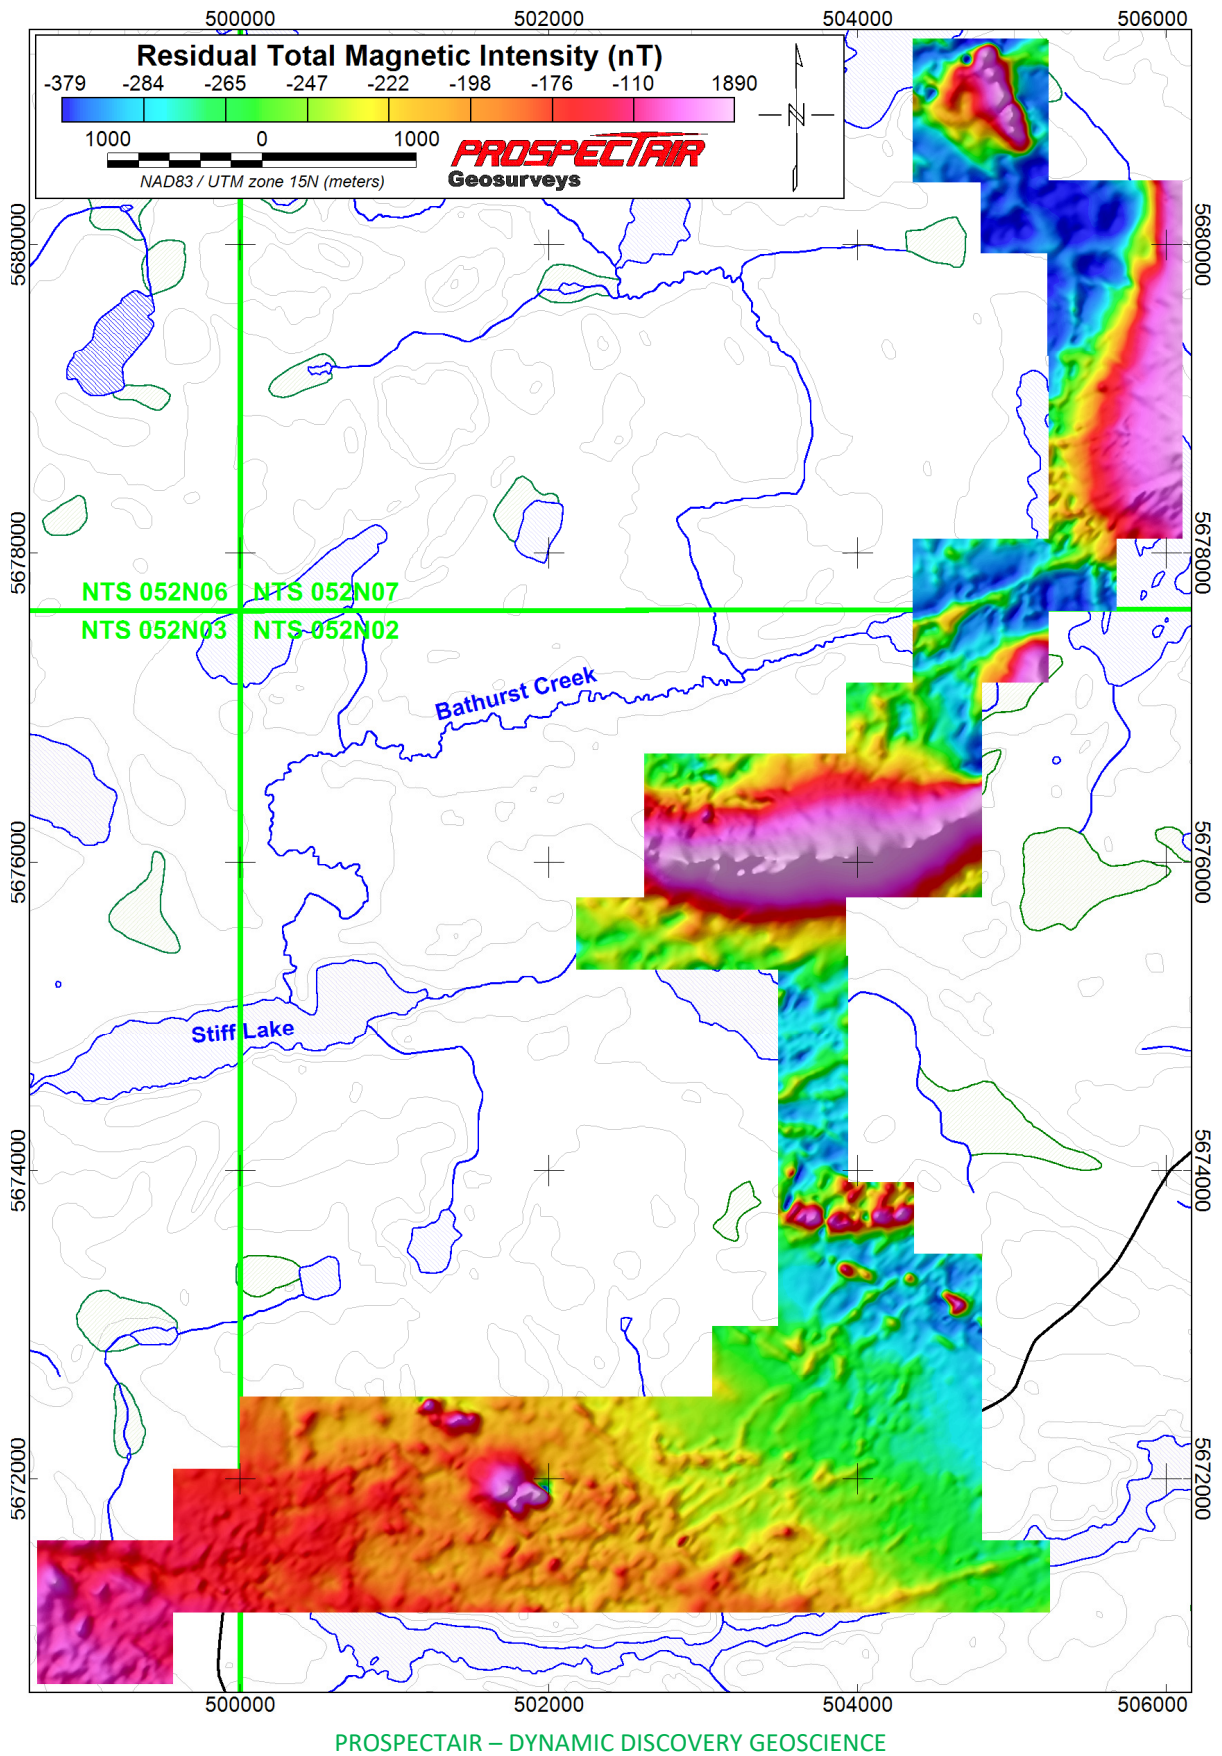 500000 502000 504000 506000
Residual Total Magnetic Intensity (nT)
-379 -284 -265 -247 -222 -198 -176 -110 1890
1000 0 1000
NAD83 / UTM zone 15N (meters)
PROSPECTAIR
Geosurveys
N
5680000 5680000
5678000 5678000
NTS 052N06 NTS 052N07
NTS 052N03 NTS 052N02
Bathurst Creek
5676000 5676000
Stiff Lake
5674000 5674000
5672000 5672000
500000 502000 504000 506000
PROSPECTAIR – DYNAMIC DISCOVERY GEOSCIENCE